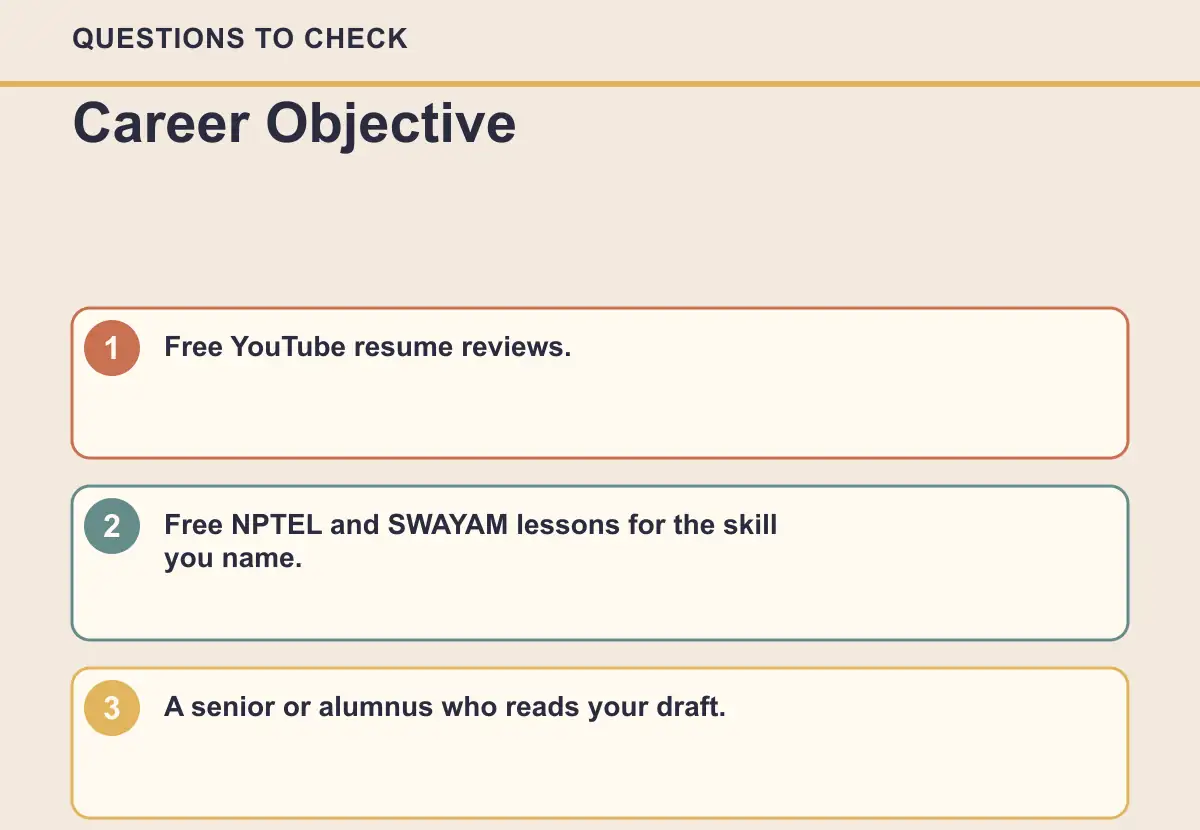 QUESTIONS TO CHECK
Career Objective
1
Free YouTube resume reviews.
2
Free NPTEL and SWAYAM lessons for the skill
you name.
3
A senior or alumnus who reads your draft.